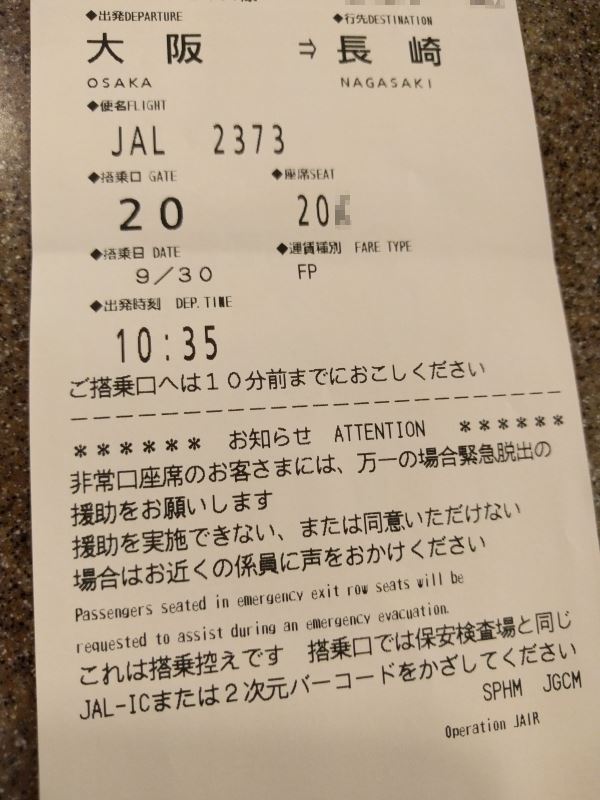 様
◆出発DEPARTURE ◆行先DESTINATION
大 阪 ⇒ 長 崎
OSAKA NAGASAKI
◆便名FLIGHT
JAL 2373
◆搭乗口 GATE ◆座席SEAT
20 20
◆搭乗日 DATE ◆運賃種別 FARE TYPE
9／30 FP
◆出発時刻 DEP.TIME
10:35
ご搭乗口へは１０分前までにおこしください
＊＊＊＊＊＊ お知らせ ATTENTION ＊＊＊＊＊＊
非常口座席のお客さまには、万一の場合緊急脱出の
援助をお願いします
援助を実施できない、または同意いただけない
場合はお近くの係員に声をおかけください
Passengers seated in emergency exit row seats will be
requested to assist during an emergency evacuation.
これは搭乗控えです 搭乗口では保安検査場と同じ
JAL-ICまたは２次元バーコードをかざしてください
SPHM JGCM
Operation JAIR